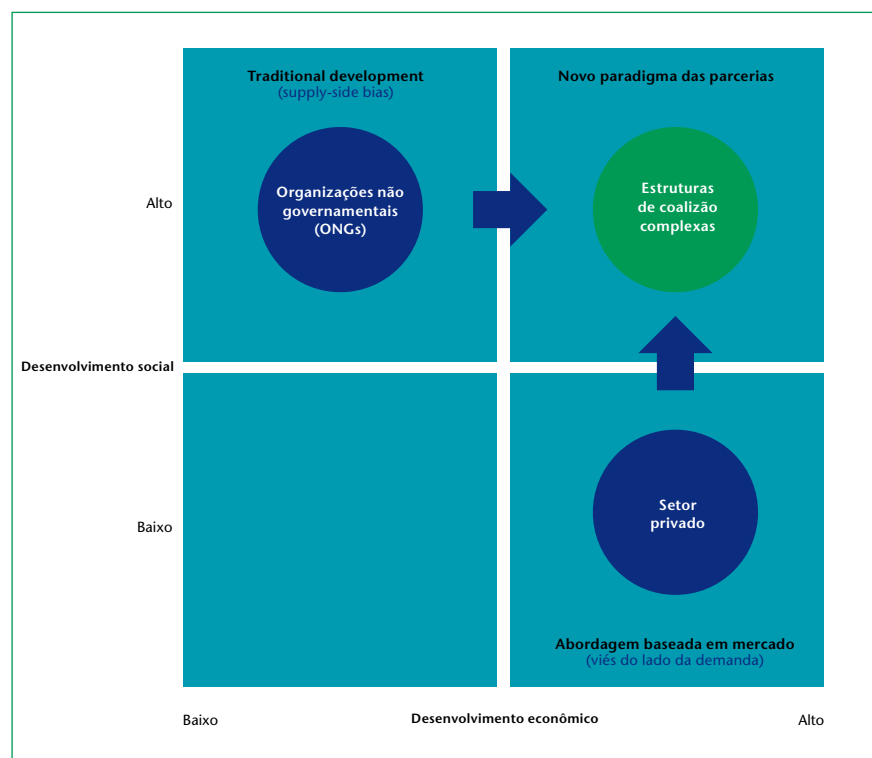 Traditional development
(supply-side bias)
Novo paradigma das parcerias
Organizações não
governamentais
(ONGs)
Estruturas
de coalizão
complexas
Alto
Desenvolvimento social
Setor
privado
Baixo
Abordagem baseada em mercado
(viés do lado da demanda)
Baixo
Desenvolvimento econômico
Alto